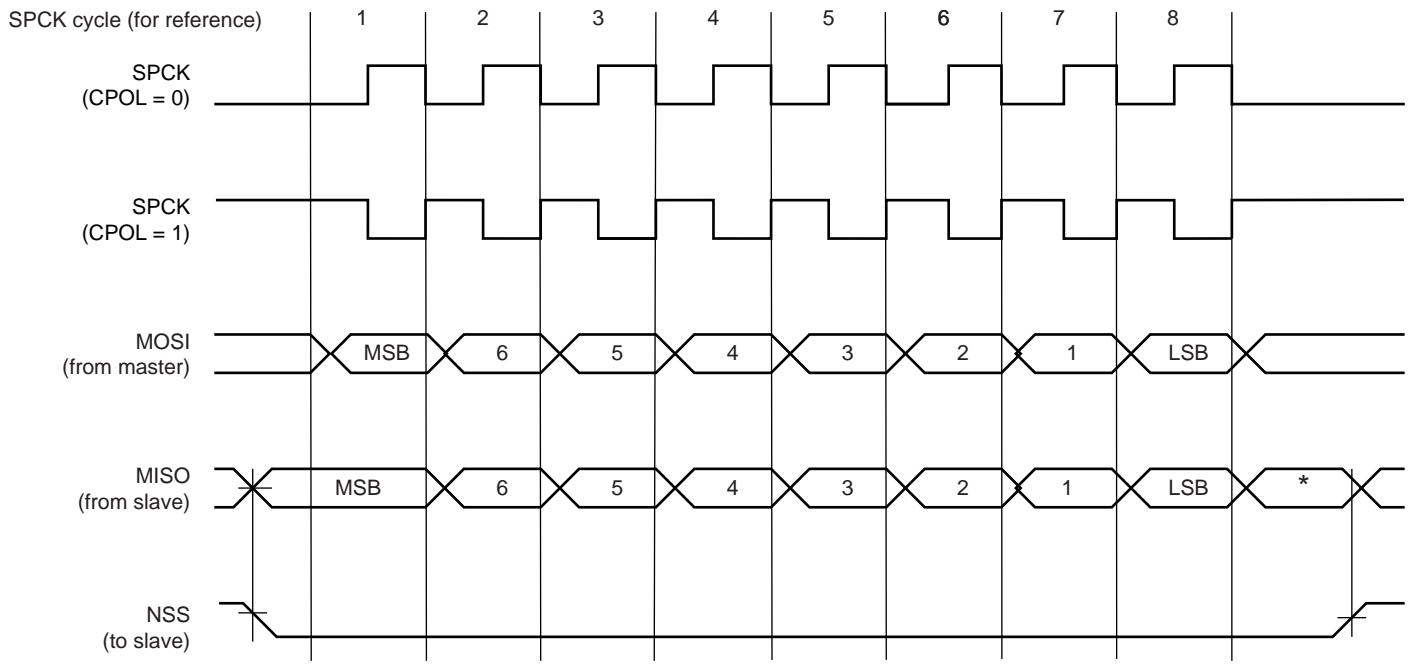 SPCK cycle (for reference) 1 2 3 4 5 6 7 8
SPCK
(CPOL = 0)
SPCK
(CPOL = 1)
MOSI
(from master)
MSB 6 5 4 3 2 1 LSB
MISO
(from slave)
MSB 6 5 4 3 2 1 LSB *
NSS
(to slave)